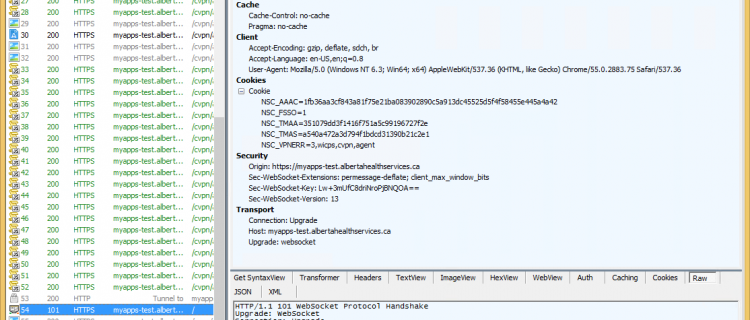 27 200 HTTPS myapps-test.albert... /cvpn/
28 200 HTTPS myapps-test.albert... /cvpn/
29 200 HTTPS myapps-test.albert... /cvpn/
30 200 HTTPS myapps-test.albert... /cvpn/
31 200 HTTPS myapps-test.albert... /cvpn/
32 200 HTTPS myapps-test.albert... /cvpn/
33 200 HTTPS myapps-test.albert... /cvpn/
34 200 HTTPS myapps-test.albert... /cvpn/
35 200 HTTPS myapps-test.albert... /cvpn/
36 200 HTTPS myapps-test.albert... /cvpn/
37 200 HTTPS myapps-test.albert... /cvpn/
38 200 HTTPS myapps-test.albert... /cvpn/
39 200 HTTPS myapps-test.albert... /cvpn/
40 200 HTTPS myapps-test.albert... /cvpn/
41 200 HTTPS myapps-test.albert... /cvpn/
42 200 HTTPS myapps-test.albert... /cvpn/
43 200 HTTPS myapps-test.albert... /cvpn/
44 200 HTTPS myapps-test.albert... /cvpn/
45 200 HTTPS myapps-test.albert... /cvpn/
46 200 HTTPS myapps-test.albert... /cvpn/
47 200 HTTPS myapps-test.albert... /cvpn/
48 200 HTTPS myapps-test.albert... /cvpn/
49 200 HTTPS myapps-test.albert... /cvpn/
50 200 HTTPS myapps-test.albert... /cvpn/
51 200 HTTPS myapps-test.albert... /cvpn/
52 200 HTTPS myapps-test.albert... /cvpn/
53 200 HTTP Tunnel to myapp
54 101 HTTPS myapps-test.albert... /
Cache
Cache-Control: no-cache
Pragma: no-cache
Client
Accept-Encoding: gzip, deflate, sdch, br
Accept-Language: en-US,en;q=0.8
User-Agent: Mozilla/5.0 (Windows NT 6.3; Win64; x64) AppleWebKit/537.36 (KHTML, like Gecko) Chrome/55.0.2883.75 Safari/537.36
Cookies
Cookie
NSC_AAAC=1fb36aa3cf843a81f75e21ba083902890c5a913dc45525d5f4f58455e445a4a42
NSC_FSSO=1
NSC_TMAA=351079dd3f1416f751a5c99196727f2e
NSC_TMAS=a540a472a3d794f1bdcd31390b21c2e1
NSC_VPNERR=3,wicps,cvpn,agent
Security
Origin: https://myapps-test.albertahealthservices.ca
Sec-WebSocket-Extensions: permessage-deflate; client_max_window_bits
Sec-WebSocket-Key: Lw+3mUfC8driNroPjBNQOA==
Sec-WebSocket-Version: 13
Transport
Connection: Upgrade
Host: myapps-test.albertahealthservices.ca
Upgrade: websocket
Get SyntaxView Transformer Headers TextView ImageView HexView WebView Auth Caching Cookies Raw
JSON XML
HTTP/1.1 101 WebSocket Protocol Handshake
Upgrade: WebSocket
Connection: Upgrade